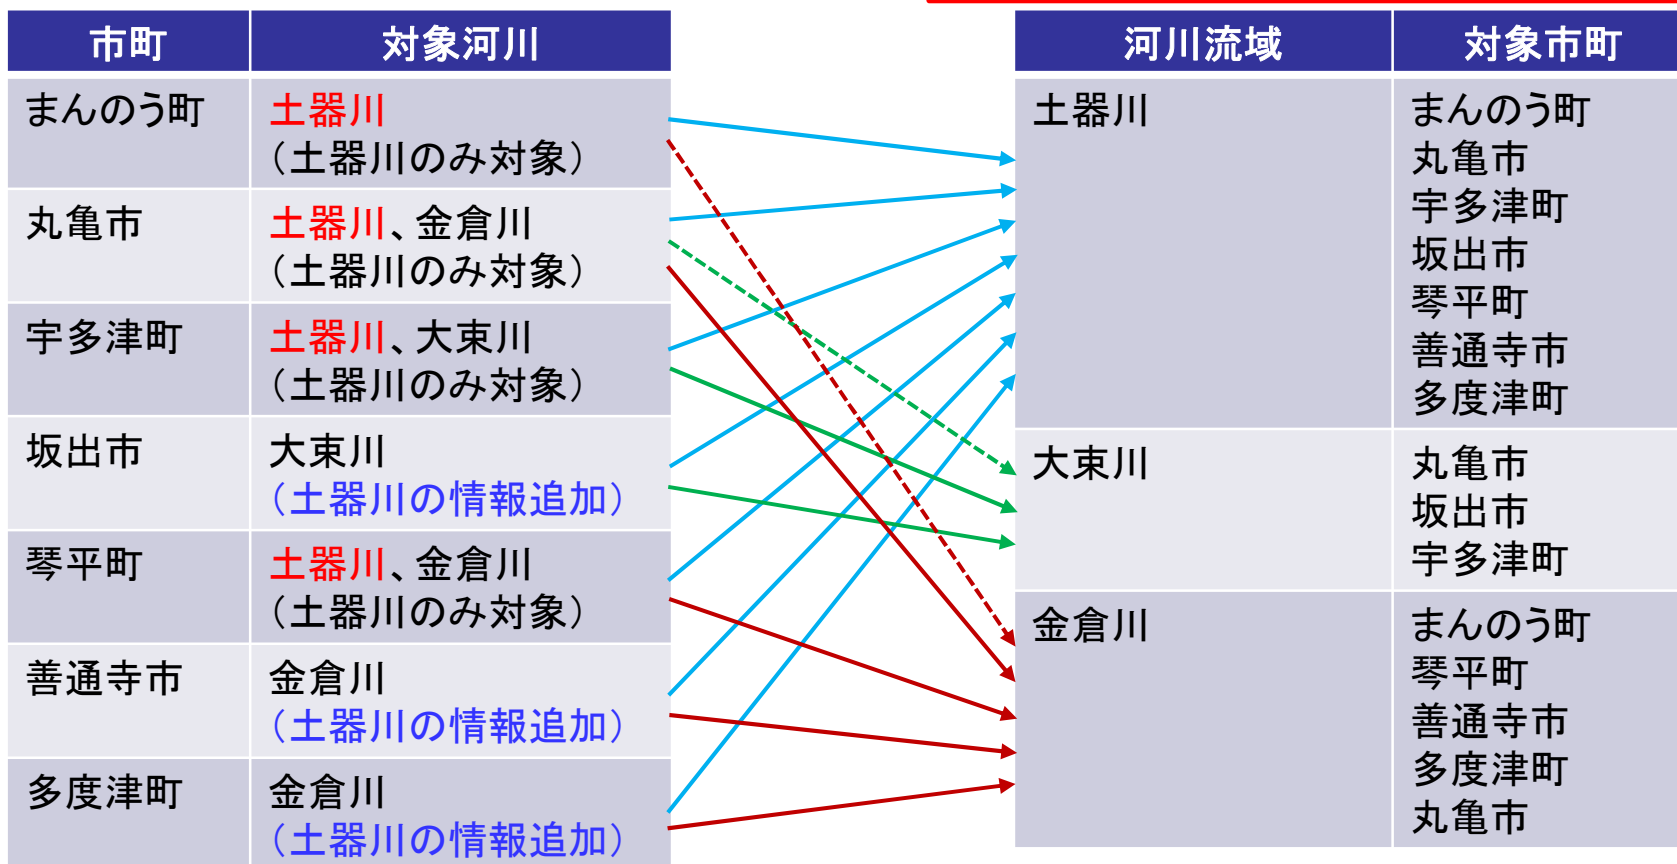 市町
対象河川
まんのう町
土器川
（土器川のみ対象）
丸亀市
土器川、金倉川
（土器川のみ対象）
宇多津町
土器川、大束川
（土器川のみ対象）
坂出市
大束川
（土器川の情報追加）
琴平町
土器川、金倉川
（土器川のみ対象）
善通寺市
金倉川
（土器川の情報追加）
多度津町
金倉川
（土器川の情報追加）
河川流域
対象市町
土器川
まんのう町
丸亀市
宇多津町
坂出市
琴平町
善通寺市
多度津町
大束川
丸亀市
坂出市
宇多津町
金倉川
まんのう町
琴平町
善通寺市
多度津町
丸亀市